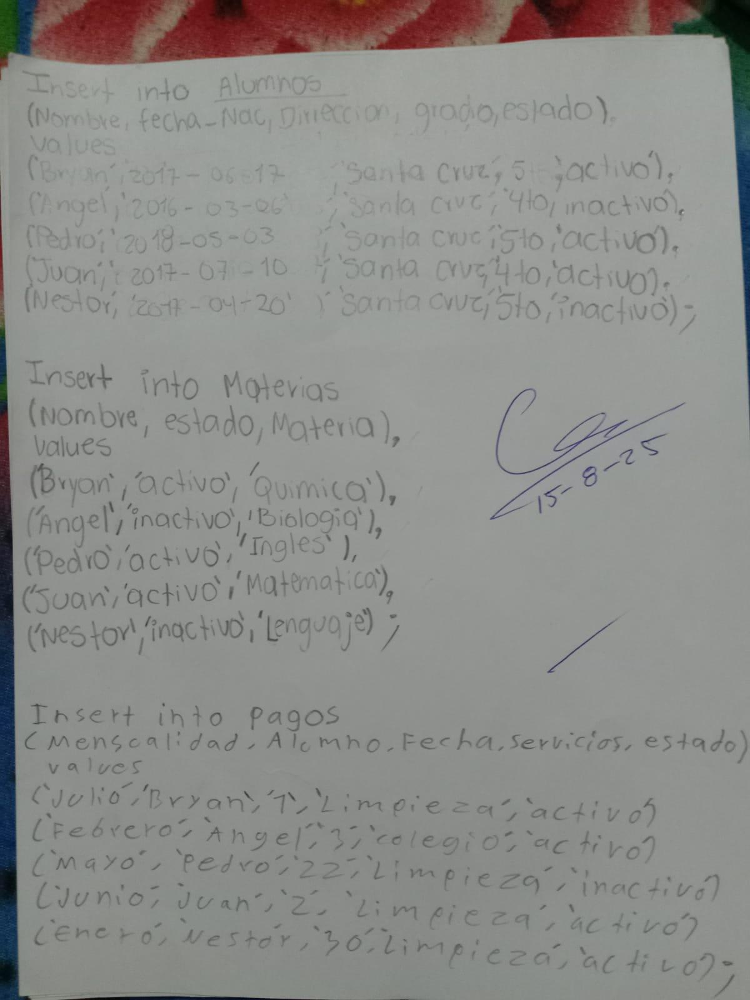 Insert into Alumnos
(Nombre, fecha-Nac, Dirreccion, grado, estado).
values
('Bryan', '2017-06-17', 'Santa cruz', 5, 'activo'),
('Angel', '2016-03-06', 'Santa cruz', '4to, inactivo'),
('Pedro', '2018-05-03', 'Santa cruz', 5to, 'activo'),
('Juan', '2017-07-10', 'Santa cruz, '4to, 'activo),
('Nestor, '2017-04-20', 'Santa cruz', '5to, 'inactivo');
Insert into Materias
(Nombre, estado, Materia),
values
('Bryan', 'activo', 'Quimica'),
('Angel', 'inactivo', 'Biologia'),
('Pedro', 'activo', 'Ingles'),
('Juan', 'activo', 'Matematica'),
('Nestor', 'inactivo', 'Lenguaje');
15-8-25
Insert into pagos
(Menscalidad, Alcmno, Fecha, servicios, estado)
values
('Julio', 'Bryan', '7', 'Limpieza', 'activo')
('Febrero', 'Angel', '3', 'colegio', 'activo')
('Mayo', 'Pedro', '22', 'Limpieza', 'inactivo')
('Junio', 'Juan', '2', 'Limpieza', 'activo')
('Enero', 'Nestor', '30', 'Limpieza', 'activo');